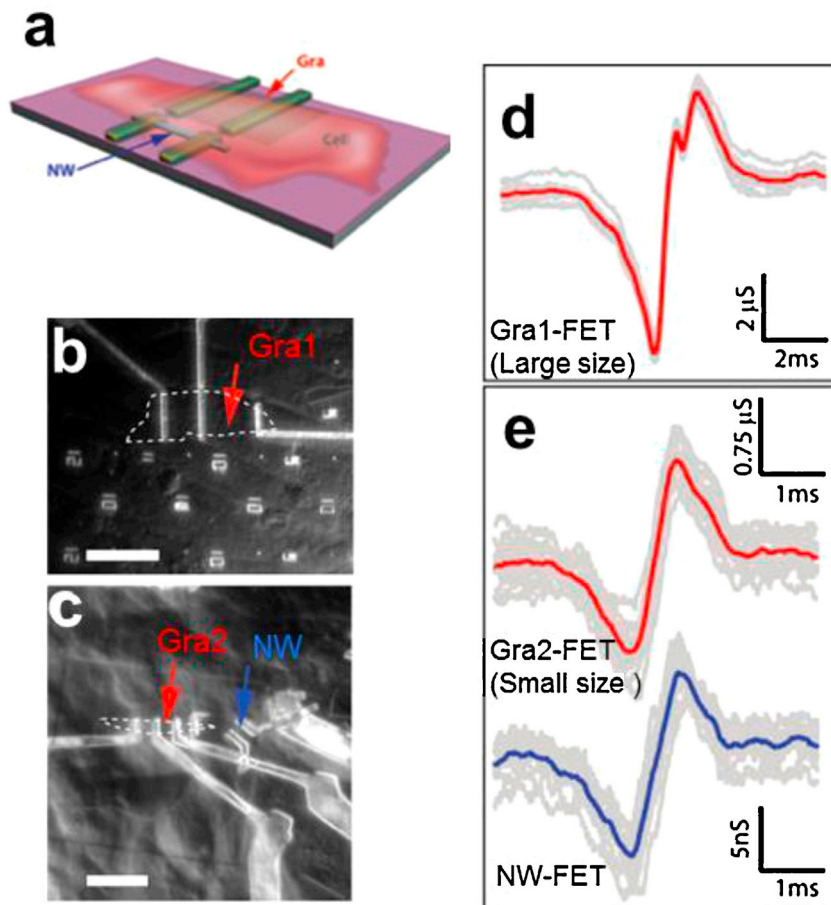 a
Gra
Cell
NW
b
Gra1
c
Gra2
NW
d
2 µS
2ms
Gra1-FET
(Large size)
e
0.75 µS
1ms
Gra2-FET
(Small size )
5nS
1ms
NW-FET